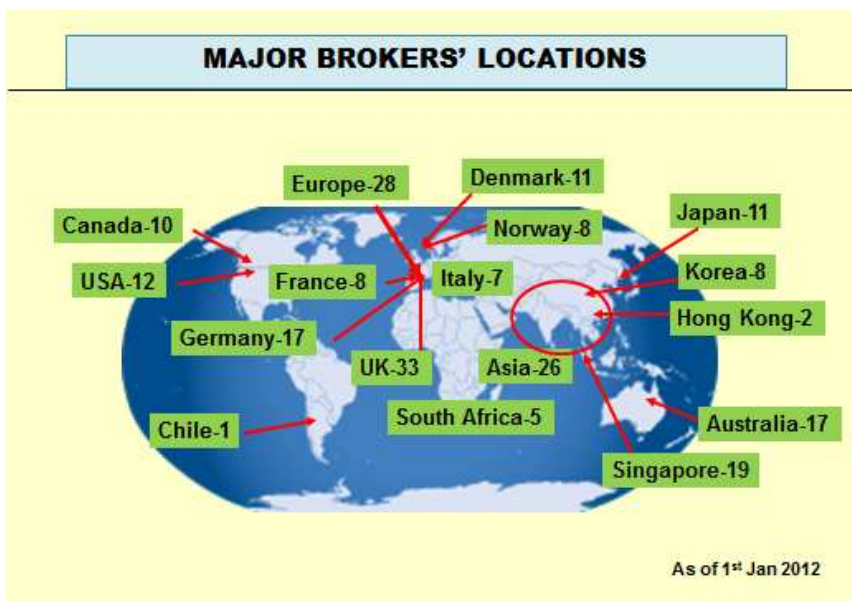 MAJOR BROKERS’ LOCATIONS
Europe-28
Denmark-11
Canada-10
Norway-8
Japan-11
USA-12
France-8
Italy-7
Korea-8
Germany-17
Hong Kong-2
UK-33
Asia-26
Chile-1
South Africa-5
Australia-17
Singapore-19
As of 1st Jan 2012